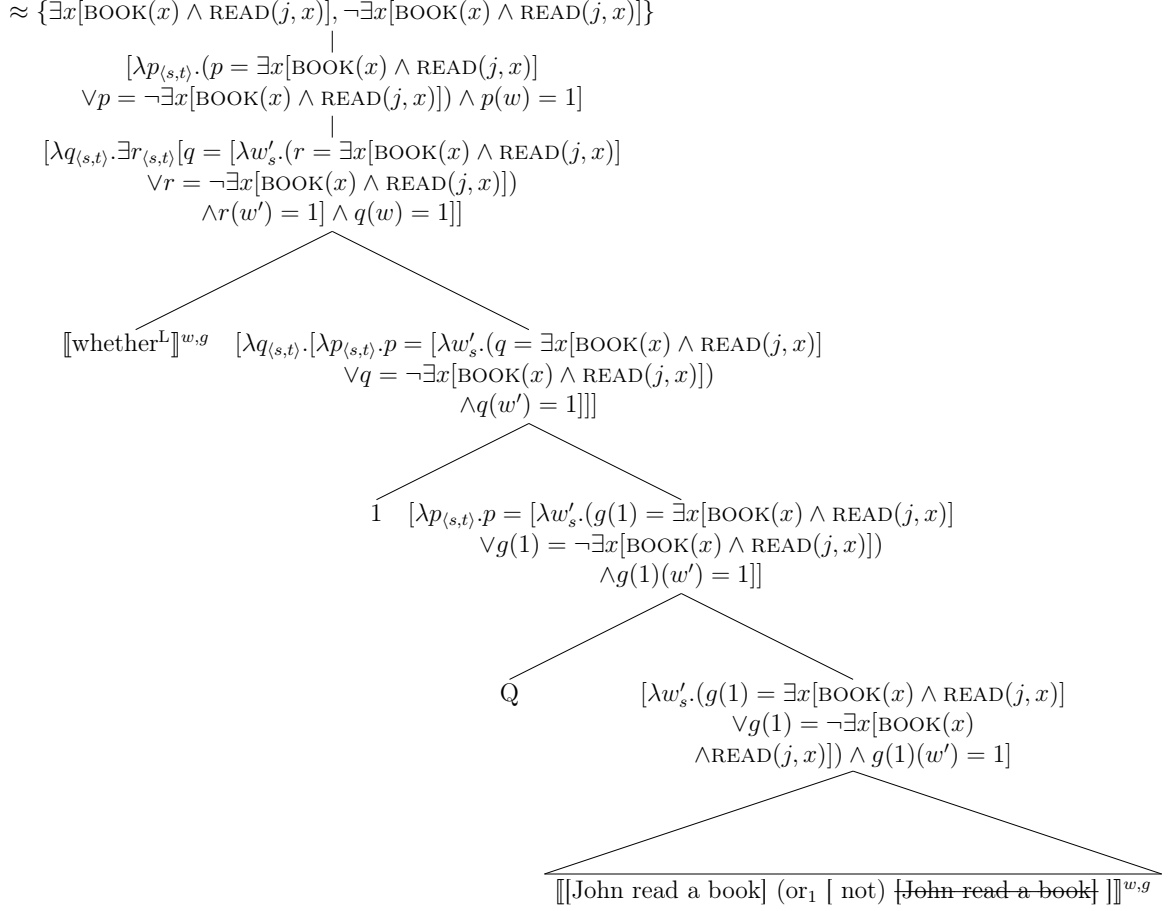 ≈ {∃x[BOOK(x) ∧ READ(j, x)], ¬∃x[BOOK(x) ∧ READ(j, x)]}
[λp⟨s,t⟩.(p = ∃x[BOOK(x) ∧ READ(j, x)]
∨p = ¬∃x[BOOK(x) ∧ READ(j, x)]) ∧ p(w) = 1]
[λq⟨s,t⟩.∃r⟨s,t⟩[q = [λw′s.(r = ∃x[BOOK(x) ∧ READ(j, x)]
∨r = ¬∃x[BOOK(x) ∧ READ(j, x)])
∧r(w′) = 1] ∧ q(w) = 1]]
⟦whetherᴸ⟧w,g [λq⟨s,t⟩.[λp⟨s,t⟩.p = [λw′s.(q = ∃x[BOOK(x) ∧ READ(j, x)]
∨q = ¬∃x[BOOK(x) ∧ READ(j, x)])
∧q(w′) = 1]]]
1 [λp⟨s,t⟩.p = [λw′s.(g(1) = ∃x[BOOK(x) ∧ READ(j, x)]
∨g(1) = ¬∃x[BOOK(x) ∧ READ(j, x)])
∧g(1)(w′) = 1]]
Q [λw′s.(g(1) = ∃x[BOOK(x) ∧ READ(j, x)]
∨g(1) = ¬∃x[BOOK(x)
∧READ(j, x)]) ∧ g(1)(w′) = 1]
⟦[John read a book] (or₁ [ not) [John read a book] ]⟧w,g